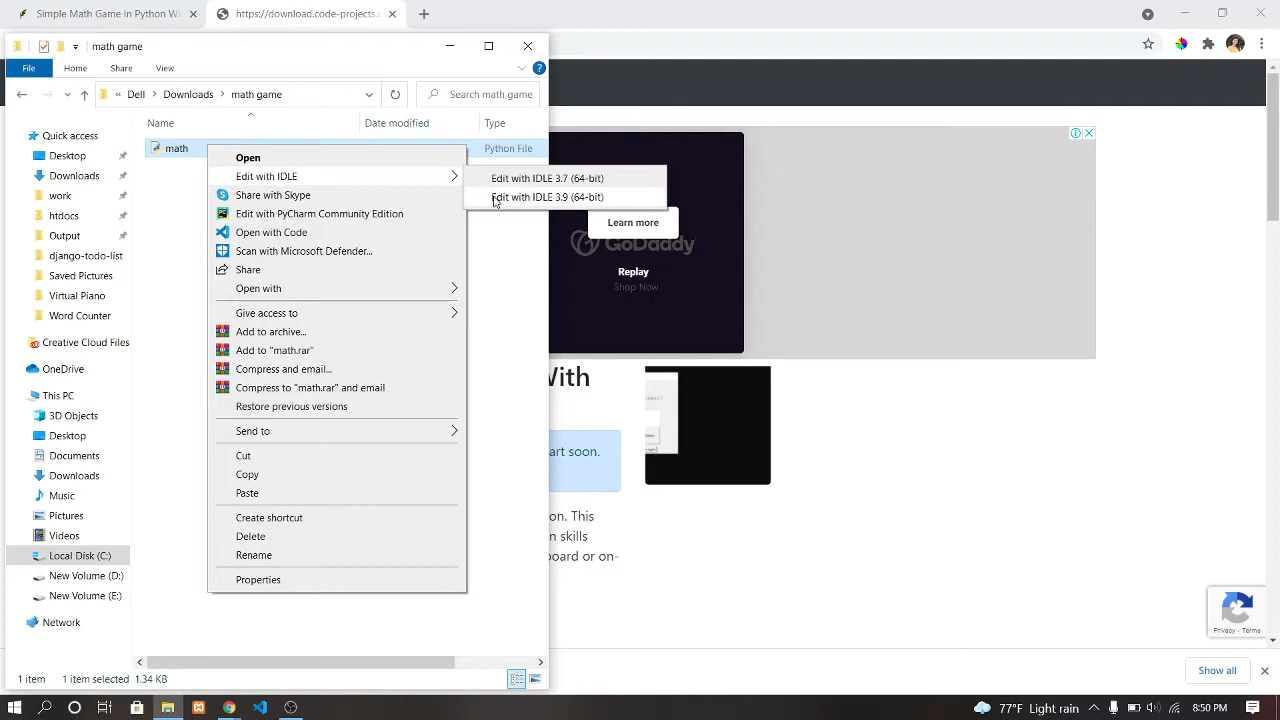 Simple Math Game In Python Wit
https://download.code-projects.c
math game
File
Home
Share
View
Dell
Downloads
math game
Search math game
Name
Date modified
Type
Quick access
Desktop
Downloads
work
htdocs
Output
django-todo-list
Saved Pictures
Virtual Piano
Word Counter
Creative Cloud Files
OneDrive
This PC
3D Objects
Desktop
Documents
Downloads
Music
Pictures
Videos
Local Disk (C:)
New Volume (D:)
New Volume (E:)
Network
math
Python File
Open
Edit with IDLE
Share with Skype
Edit with PyCharm Community Edition
Open with Code
Scan with Microsoft Defender...
Share
Open with
Give access to
Add to archive...
Add to "math.rar"
Compress and email...
Compress to "math.rar" and email
Restore previous versions
Send to
Cut
Copy
Paste
Create shortcut
Delete
Rename
Properties
Edit with IDLE 3.7 (64-bit)
Edit with IDLE 3.9 (64-bit)
Learn more
GoDaddy
Replay
Shop Now
With
art soon.
on. This
n skills
board or on-
Privacy - Terms
1 item
1 item selected 1.34 KB
Show all
77°F Light rain
8:50 PM